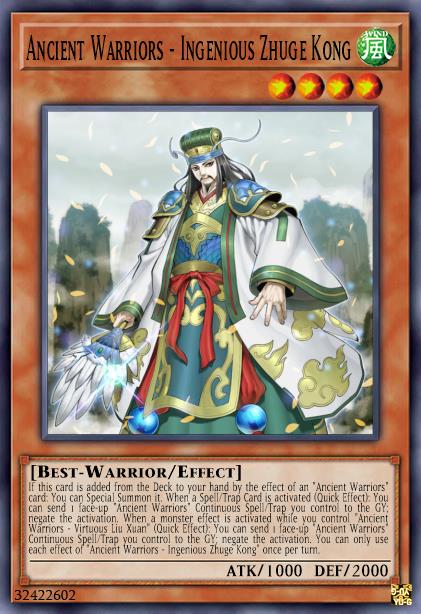 Ancient Warriors - Ingenious Zhuge Kong
WIND
風
[Best-Warrior/Effect]
If this card is added from the Deck to your hand by the effect of an "Ancient Warriors"
card: You can Special Summon it. When a Spell/Trap Card is activated (Quick Effect): You
can send 1 face-up "Ancient Warriors" Continuous Spell/Trap you control to the GY;
negate the activation. When a monster effect is activated while you control "Ancient
Warriors - Virtuous Liu Xuan" (Quick Effect): You can send 1 face-up "Ancient Warriors"
Continuous Spell/Trap you control to the GY; negate the activation. You can only use
each effect of "Ancient Warriors - Ingenious Zhuge Kong" once per turn.
ATK/1000 DEF/2000
32422602